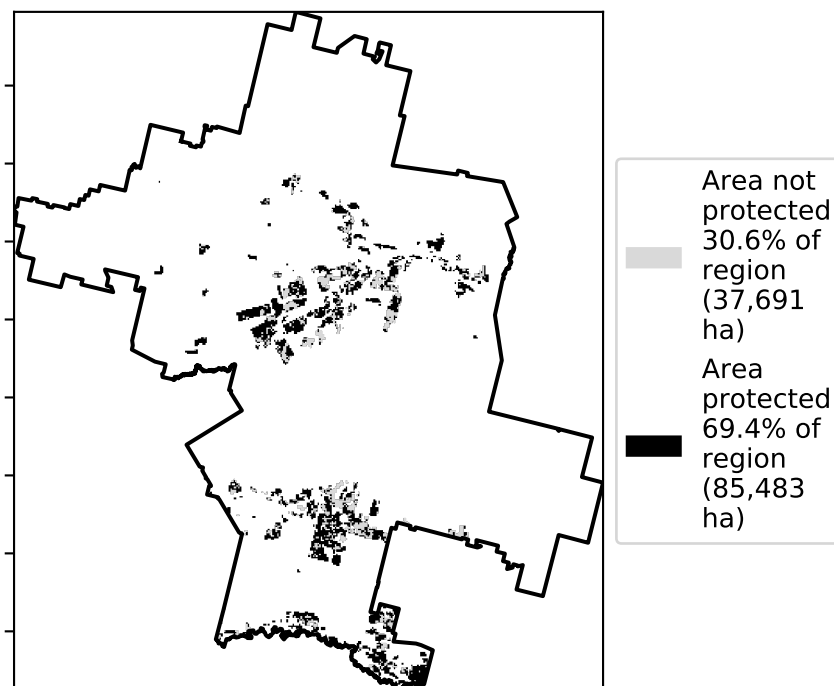 Area not
protected
30.6% of
region
(37,691
ha)
Area
protected
69.4% of
region
(85,483
ha)